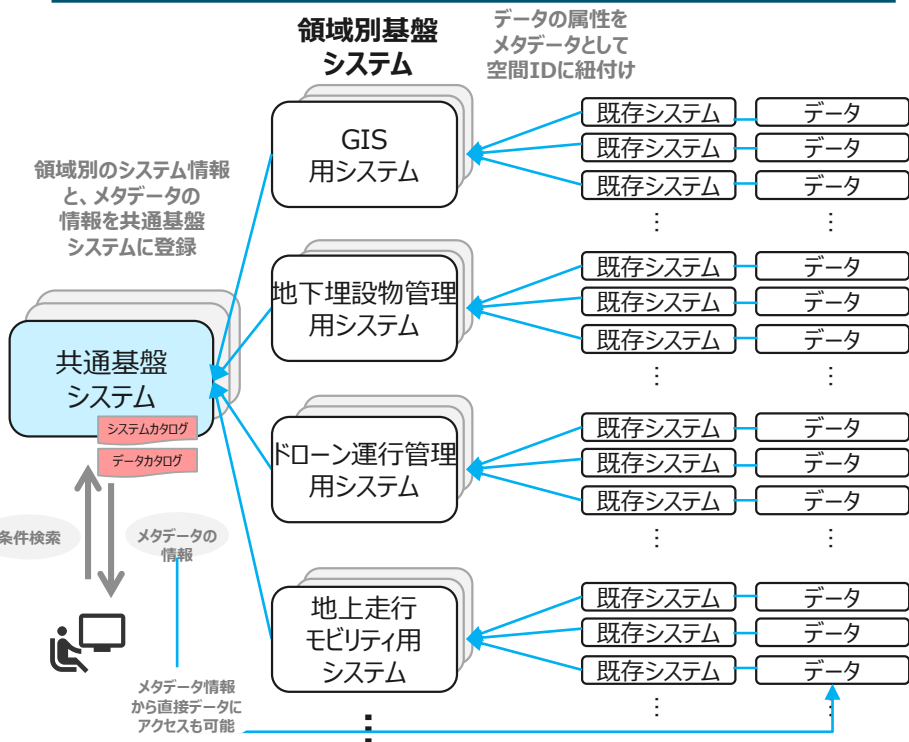 領域別基盤
システム
データの属性を
メタデータとして
空間IDに紐付け
領域別のシステム情報
と、メタデータの
情報を共通基盤
システムに登録
共通基盤
システム
システムカタログ
データカタログ
条件検索
メタデータの
情報
メタデータ情報
から直接データに
アクセスも可能
GIS
用システム
既存システム データ
既存システム データ
既存システム データ
⋮ ⋮
地下埋設物管理
用システム
既存システム データ
既存システム データ
既存システム データ
⋮ ⋮
ドローン運行管理
用システム
既存システム データ
既存システム データ
既存システム データ
⋮ ⋮
地上走行
モビリティ用
システム
既存システム データ
既存システム データ
既存システム データ
⋮ ⋮
⋮